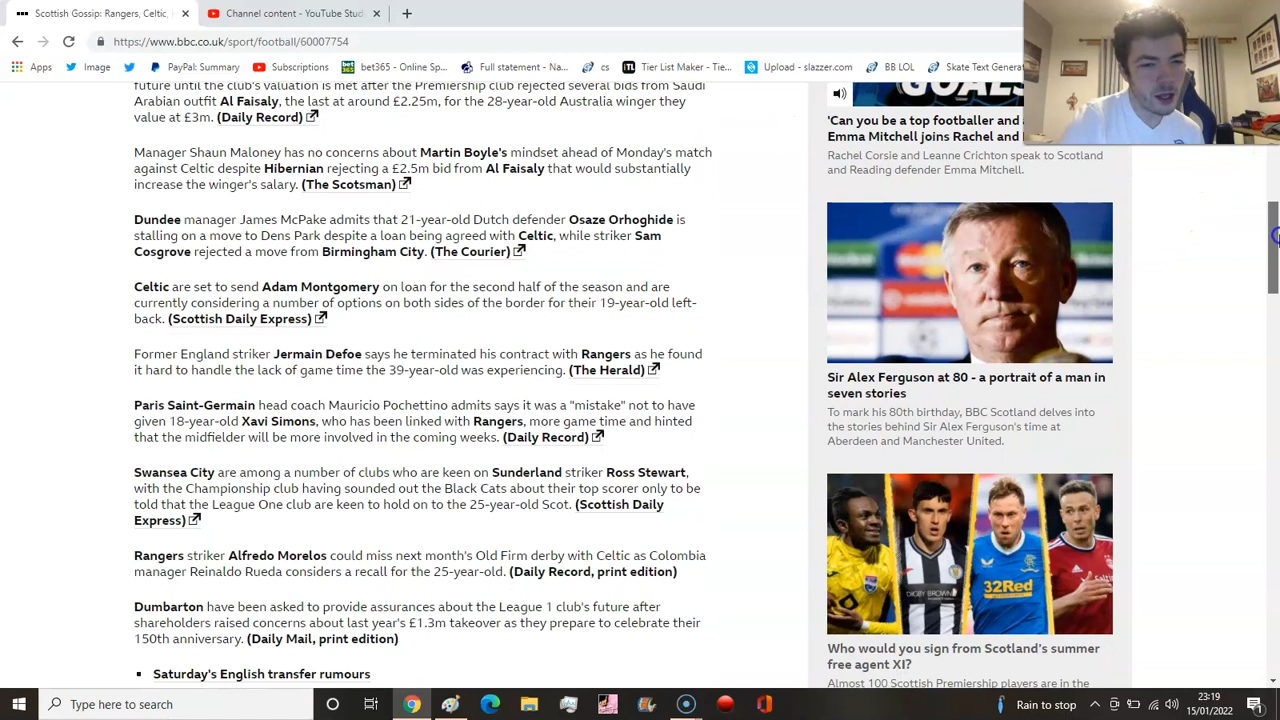 Scottish Gossip: Rangers, Celtic,
Channel content - YouTube Stud
https://www.bbc.co.uk/sport/football/60007754
Apps
Image
PayPal: Summary
Subscriptions
bet365 - Online Sp...
Full statement - Na...
cs
Tier List Maker - Tie...
Upload - slazzer.com
BB LOL
Skate Text Generat
future until the club's valuation is met after the Premiership club rejected several bids from Saudi
Arabian outfit Al Faisaly, the last at around £2.25m, for the 28-year-old Australia winger they
value at £3m. (Daily Record)
Manager Shaun Maloney has no concerns about Martin Boyle's mindset ahead of Monday's match
against Celtic despite Hibernian rejecting a £2.5m bid from Al Faisaly that would substantially
increase the winger's salary. (The Scotsman)
Dundee manager James McPake admits that 21-year-old Dutch defender Osaze Orhoghide is
stalling on a move to Dens Park despite a loan being agreed with Celtic, while striker Sam
Cosgrove rejected a move from Birmingham City. (The Courier)
Celtic are set to send Adam Montgomery on loan for the second half of the season and are
currently considering a number of options on both sides of the border for their 19-year-old left-
back. (Scottish Daily Express)
Former England striker Jermain Defoe says he terminated his contract with Rangers as he found
it hard to handle the lack of game time the 39-year-old was experiencing. (The Herald)
Paris Saint-Germain head coach Mauricio Pochettino admits says it was a "mistake" not to have
given 18-year-old Xavi Simons, who has been linked with Rangers, more game time and hinted
that the midfielder will be more involved in the coming weeks. (Daily Record)
Swansea City are among a number of clubs who are keen on Sunderland striker Ross Stewart,
with the Championship club having sounded out the Black Cats about their top scorer only to be
told that the League One club are keen to hold on to the 25-year-old Scot. (Scottish Daily
Express)
Rangers striker Alfredo Morelos could miss next month's Old Firm derby with Celtic as Colombia
manager Reinaldo Rueda considers a recall for the 25-year-old. (Daily Record, print edition)
Dumbarton have been asked to provide assurances about the League 1 club's future after
shareholders raised concerns about last year's £1.3m takeover as they prepare to celebrate their
150th anniversary. (Daily Mail, print edition)
Saturday's English transfer rumours
GOALS
'Can you be a top footballer and a
Emma Mitchell joins Rachel and
Rachel Corsie and Leanne Crichton speak to Scotland
and Reading defender Emma Mitchell.
Sir Alex Ferguson at 80 - a portrait of a man in
seven stories
To mark his 80th birthday, BBC Scotland delves into
the stories behind Sir Alex Ferguson's time at
Aberdeen and Manchester United.
DIGBY BROWN
32Red
Who would you sign from Scotland's summer
free agent XI?
Almost 100 Scottish Premiership players are in the
Type here to search
Rain to stop
23:19
15/01/2022